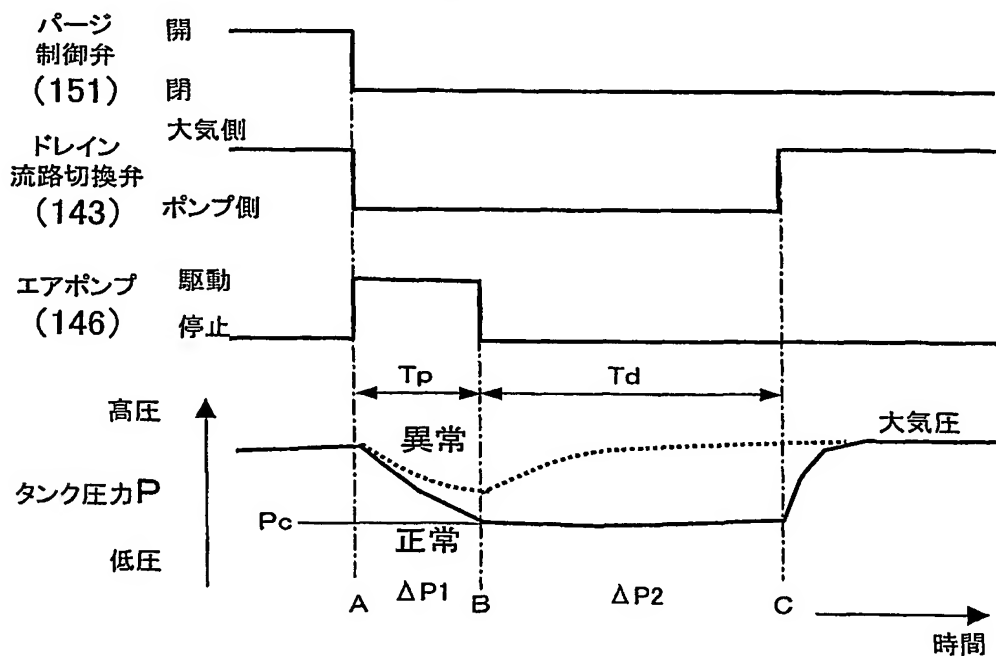 パージ
制御弁
(151)
開
閉
ドレイン
流路切換弁
(143)
大気側
ポンプ側
エアポンプ
(146)
駆動
停止
Tp
Td
高圧
タンク圧力P
低圧
異常
大気圧
Pc
正常
A
ΔP1
B
ΔP2
C
時間